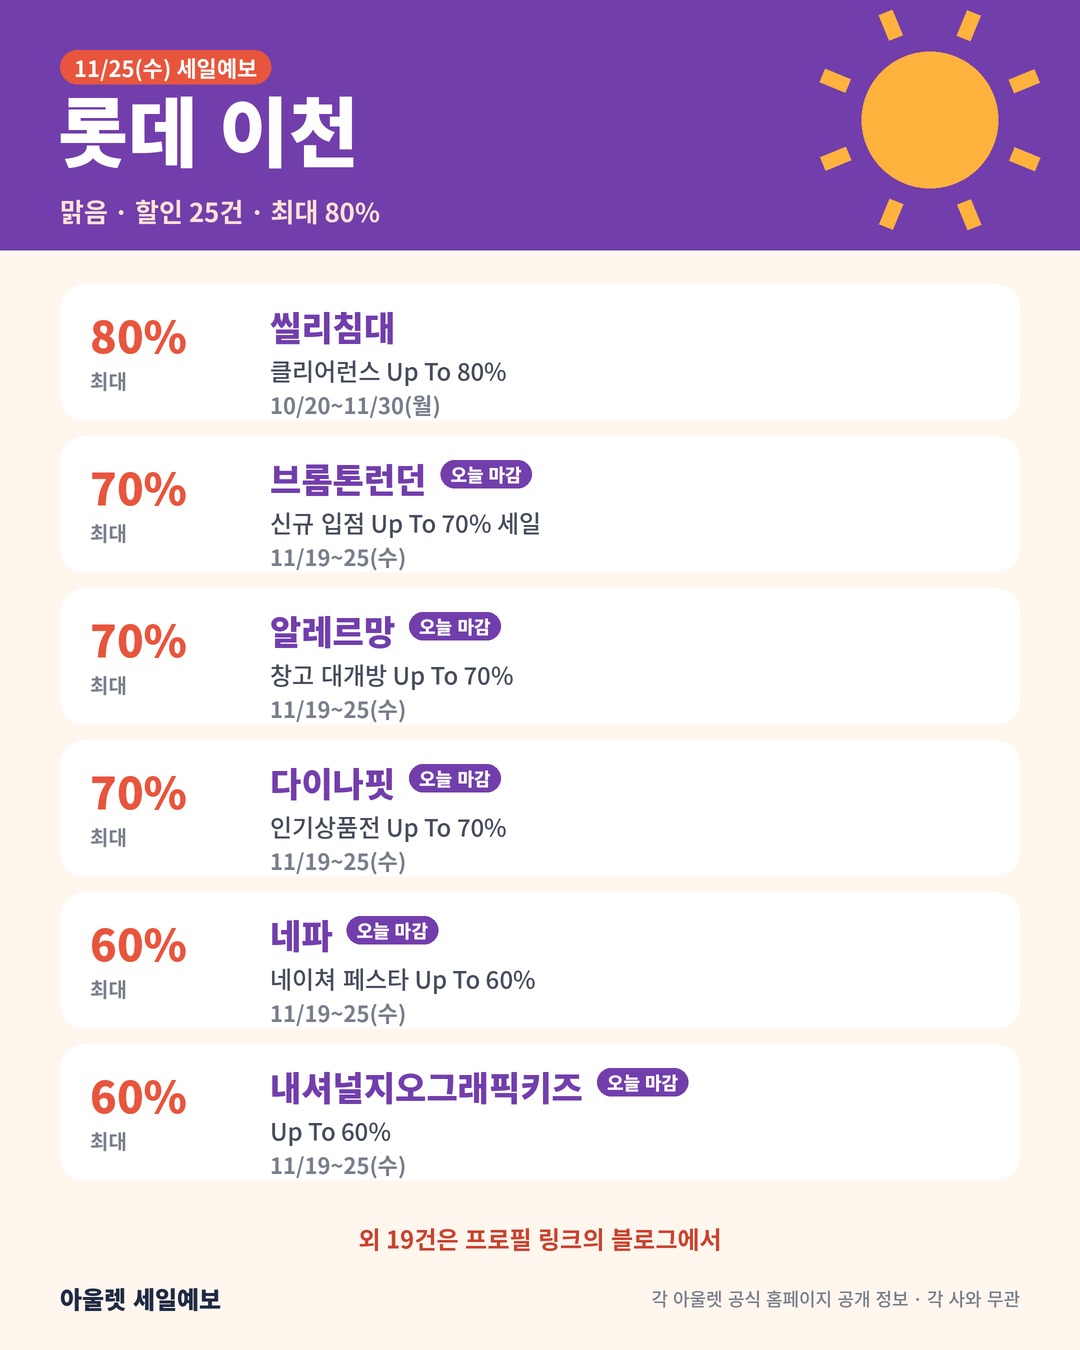 11/25(수) 세일예보
롯데 이천
맑음 · 할인 25건 · 최대 80%
80%
최대
씰리침대
클리어런스 Up To 80%
10/20~11/30(월)
70%
최대
브롬톤런던 오늘 마감
신규 입점 Up To 70% 세일
11/19~25(수)
70%
최대
알레르망 오늘 마감
창고 대개방 Up To 70%
11/19~25(수)
70%
최대
다이나핏 오늘 마감
인기상품전 Up To 70%
11/19~25(수)
60%
최대
네파 오늘 마감
네이쳐 페스타 Up To 60%
11/19~25(수)
60%
최대
내셔널지오그래픽키즈 오늘 마감
Up To 60%
11/19~25(수)
외 19건은 프로필 링크의 블로그에서
아울렛 세일예보
각 아울렛 공식 홈페이지 공개 정보 · 각 사와 무관